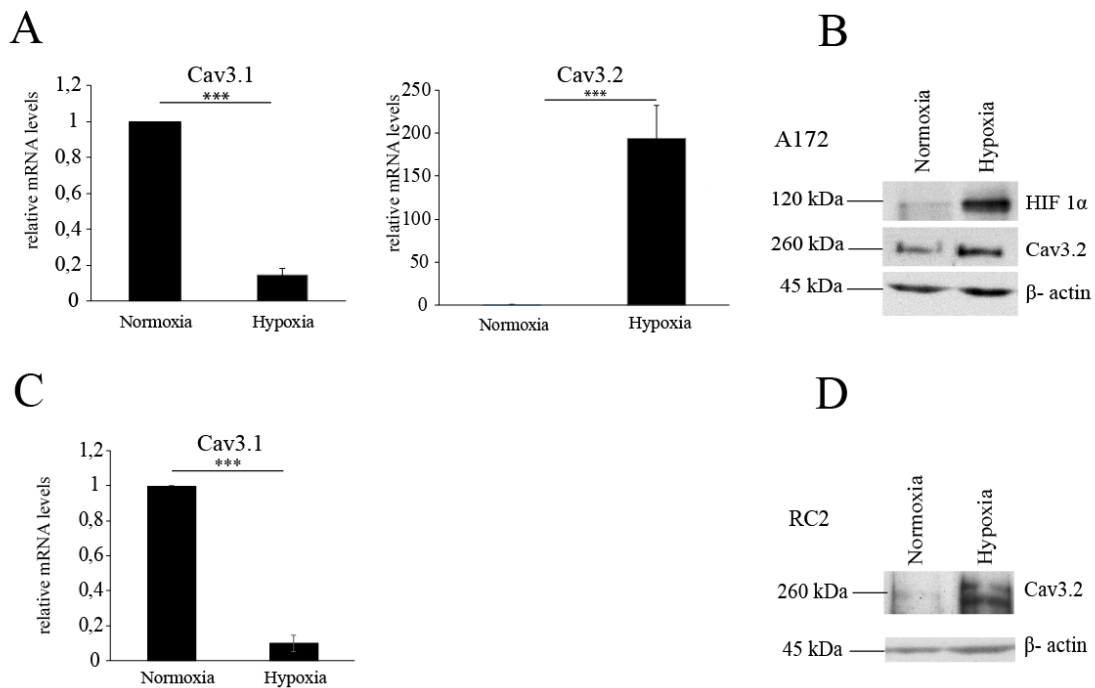 A
Cav3.1
***
relative mRNA levels
1,2
1
0,8
0,6
0,4
0,2
0
Normoxia
Hypoxia
Cav3.2
***
relative mRNA levels
250
200
150
100
50
0
Normoxia
Hypoxia
B
A172
Normoxia
Hypoxia
120 kDa
HIF 1α
260 kDa
Cav3.2
45 kDa
β- actin
C
Cav3.1
***
relative mRNA levels
1,2
1
0,8
0,6
0,4
0,2
0
Normoxia
Hypoxia
D
RC2
Normoxia
Hypoxia
260 kDa
Cav3.2
45 kDa
β- actin